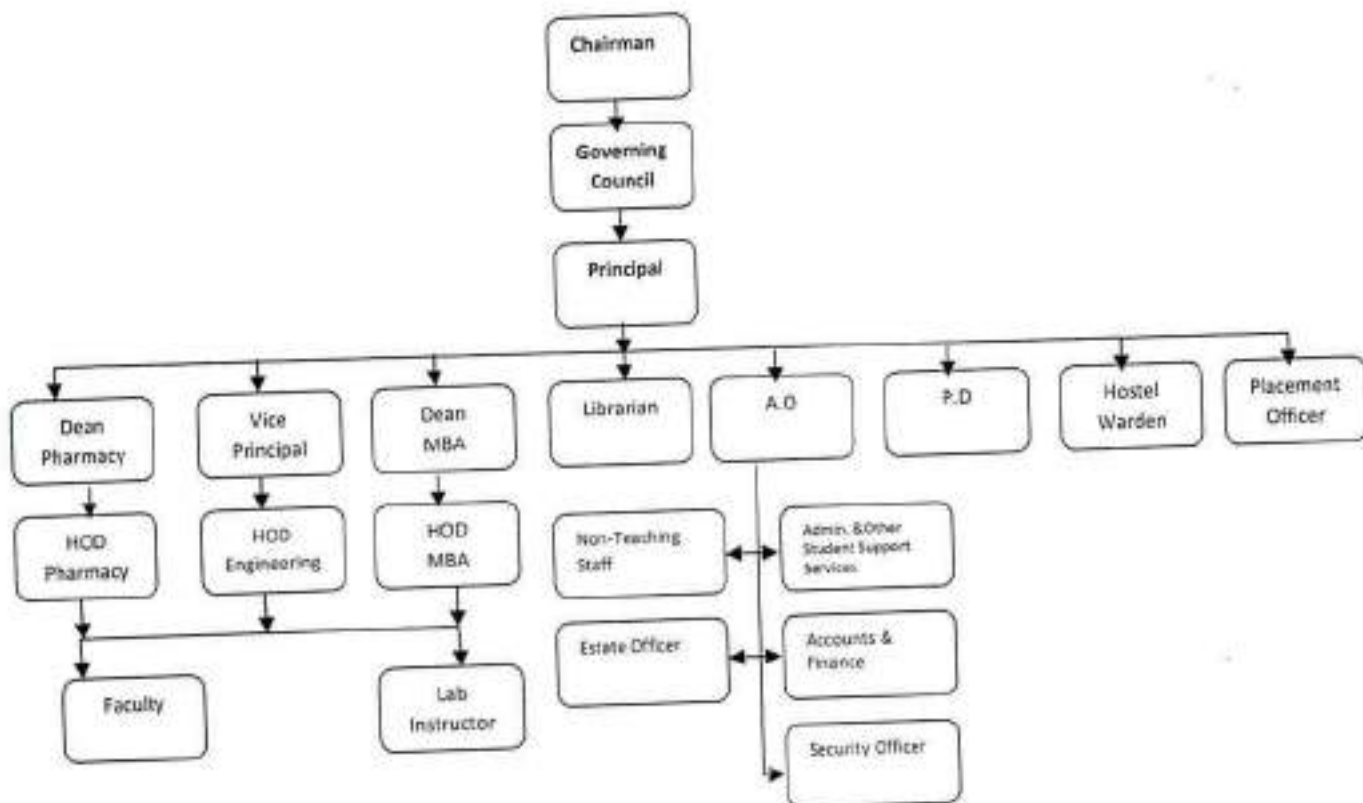 Chairman
Governing
Council
Principal
Dean
Pharmacy
Vice
Principal
Dean
MBA
Librarian
A.O
P.D
Hostel
Warden
Placement
Officer
HOD
Pharmacy
HOD
Engineering
HOD
MBA
Non-Teaching
Staff
Admin. &Other
Student Support
Services
Estate Officer
Accounts &
Finance
Faculty
Lab
Instructor
Security Officer